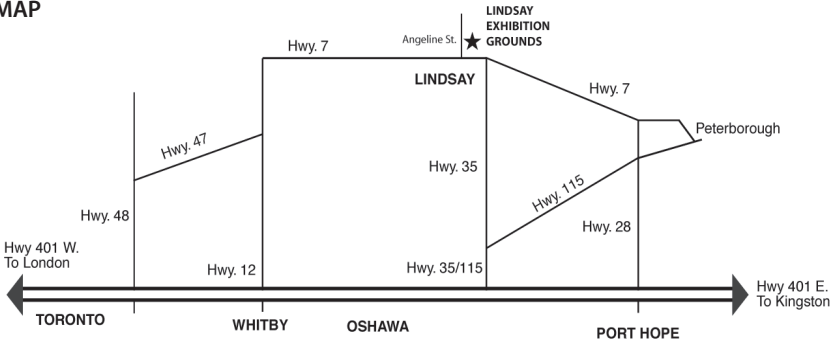 MAP
LINDSAY
EXHIBITION
GROUNDS
Angeline St.
Hwy. 7
LINDSAY
Hwy. 7
Peterborough
Hwy. 47
Hwy. 35
Hwy. 115
Hwy. 48
Hwy. 28
Hwy 401 W.
To London
Hwy. 12
Hwy. 35/115
Hwy 401 E.
To Kingston
TORONTO
WHITBY
OSHAWA
PORT HOPE